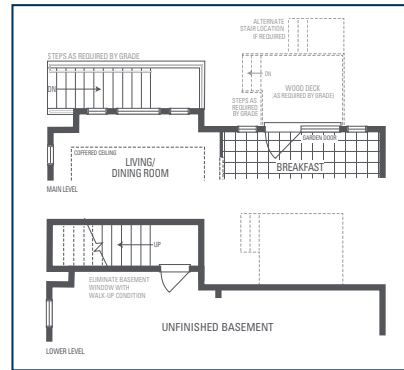 ALTERNATE
STAIR LOCATION
IF REQUIRED
STEPS AS REQUIRED BY GRADE
DN
DN
WOOD DECK
(AS REQUIRED BY GRADE)
STEPS AS
REQUIRED
BY GRADE
GARDEN DOOR
COFFERED CEILING
LIVING/
DINING ROOM
BREAKFAST
MAIN LEVEL
UP
ELIMINATE BASEMENT
WINDOW WITH
WALK-UP CONDITION
UNFINISHED BASEMENT
LOWER LEVEL